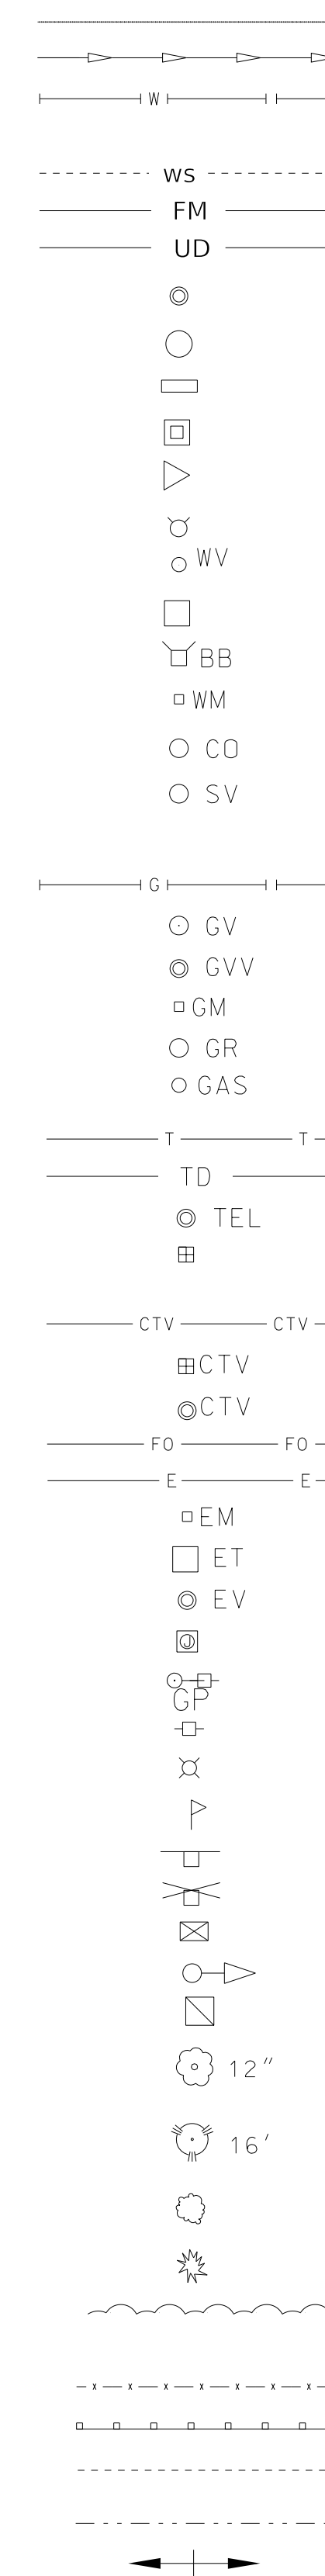 W
WS
FM
UD
WV
BB
WM
CO
SV
G
GV
GVV
GM
GR
GAS
T T
TD
TEL
CTV CTV
CTV
CTV
FO FO
E E
EM
ET
EV
J
GP
12"
16'
x x x x x x x